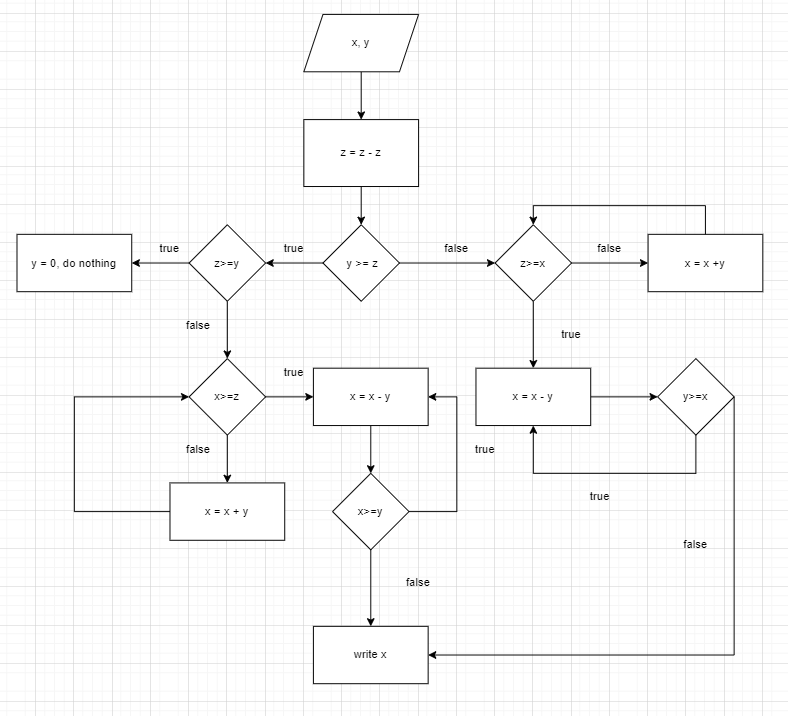 x, y
z = z - z
true
true
false
false
y = 0, do nothing
z>=y
y >= z
z>=x
x = x +y
false
true
true
x>=z
x = x - y
x = x - y
y>=x
false
true
true
x = x + y
x>=y
false
false
write x